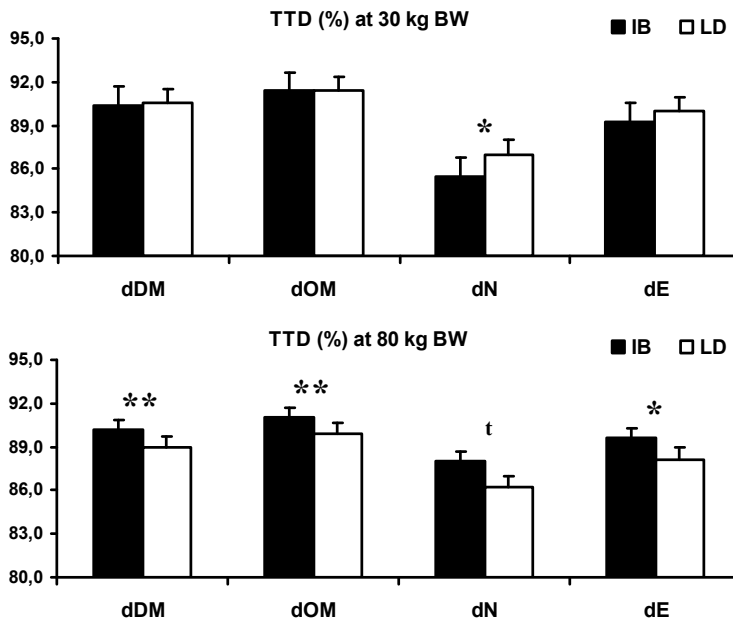 TTD (%) at 30 kg BW
IB LD
95,0
92,0
89,0
86,0
83,0
80,0
*
dDM dOM dN dE
TTD (%) at 80 kg BW
IB LD
95,0
92,0
89,0
86,0
83,0
80,0
** ** t *
dDM dOM dN dE